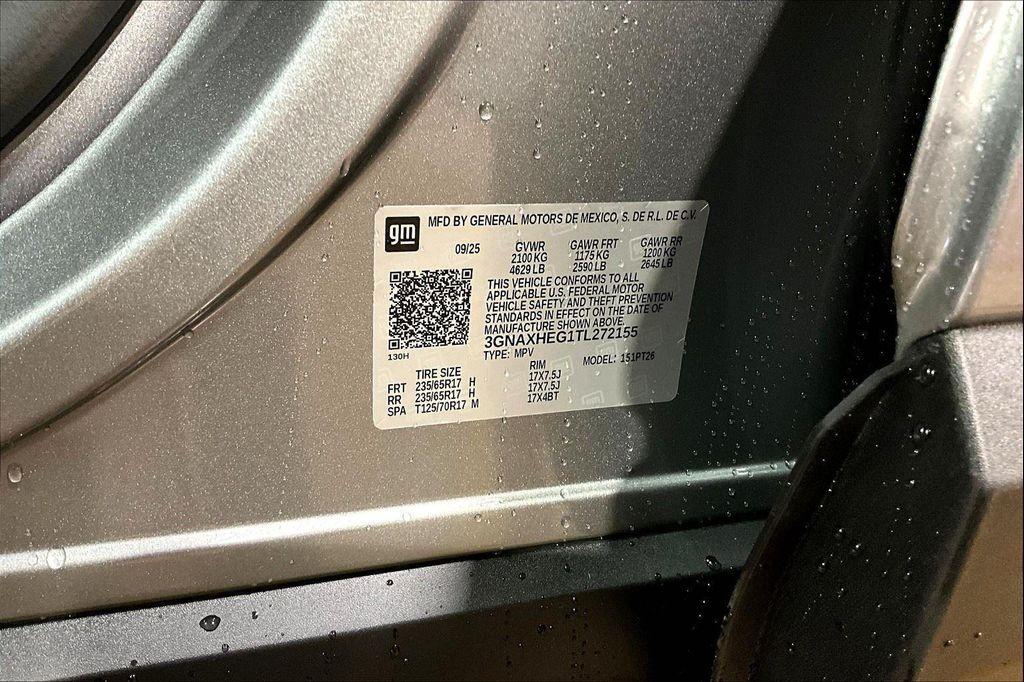 gm
MFD BY GENERAL MOTORS DE MEXICO, S. DE R.L. DE C.V.
09/25 GVWR GAWR FRT GAWR RR
2100 KG 1175 KG 1200 KG
4629 LB 2590 LB 2645 LB
THIS VEHICLE CONFORMS TO ALL
APPLICABLE U.S. FEDERAL MOTOR
VEHICLE SAFETY AND THEFT PREVENTION
STANDARDS IN EFFECT ON THE DATE OF
MANUFACTURE SHOWN ABOVE.
3GNAXHEG1TL272155
130H
TYPE: MPV MODEL: 151PT26
TIRE SIZE RIM
FRT 235/65R17 H 17X7.5J
RR 235/65R17 H 17X7.5J
SPA T125/70R17 M 17X4BT